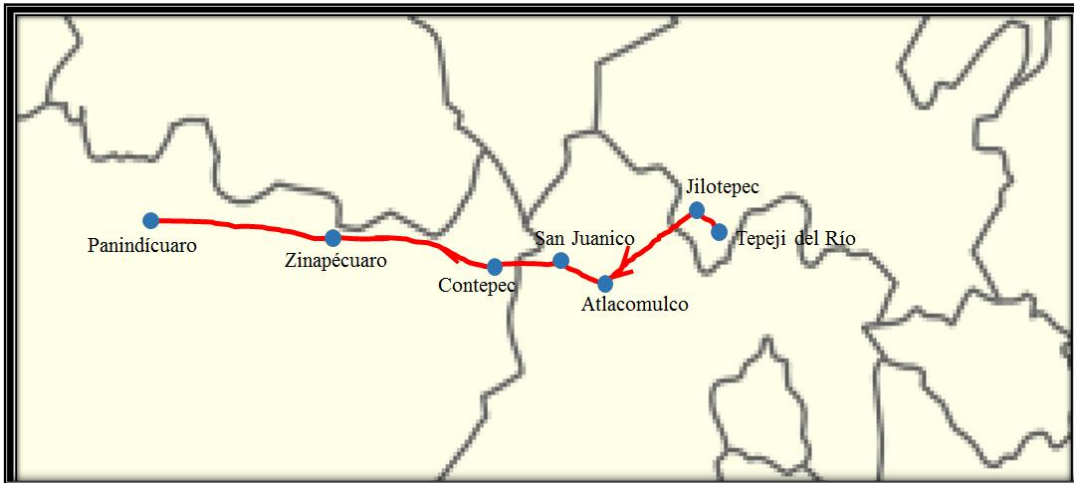 Jilotepec
Panindícuaro
San Juanico
Tepeji del Río
Zinapécuaro
Contepec
Atlacomulco